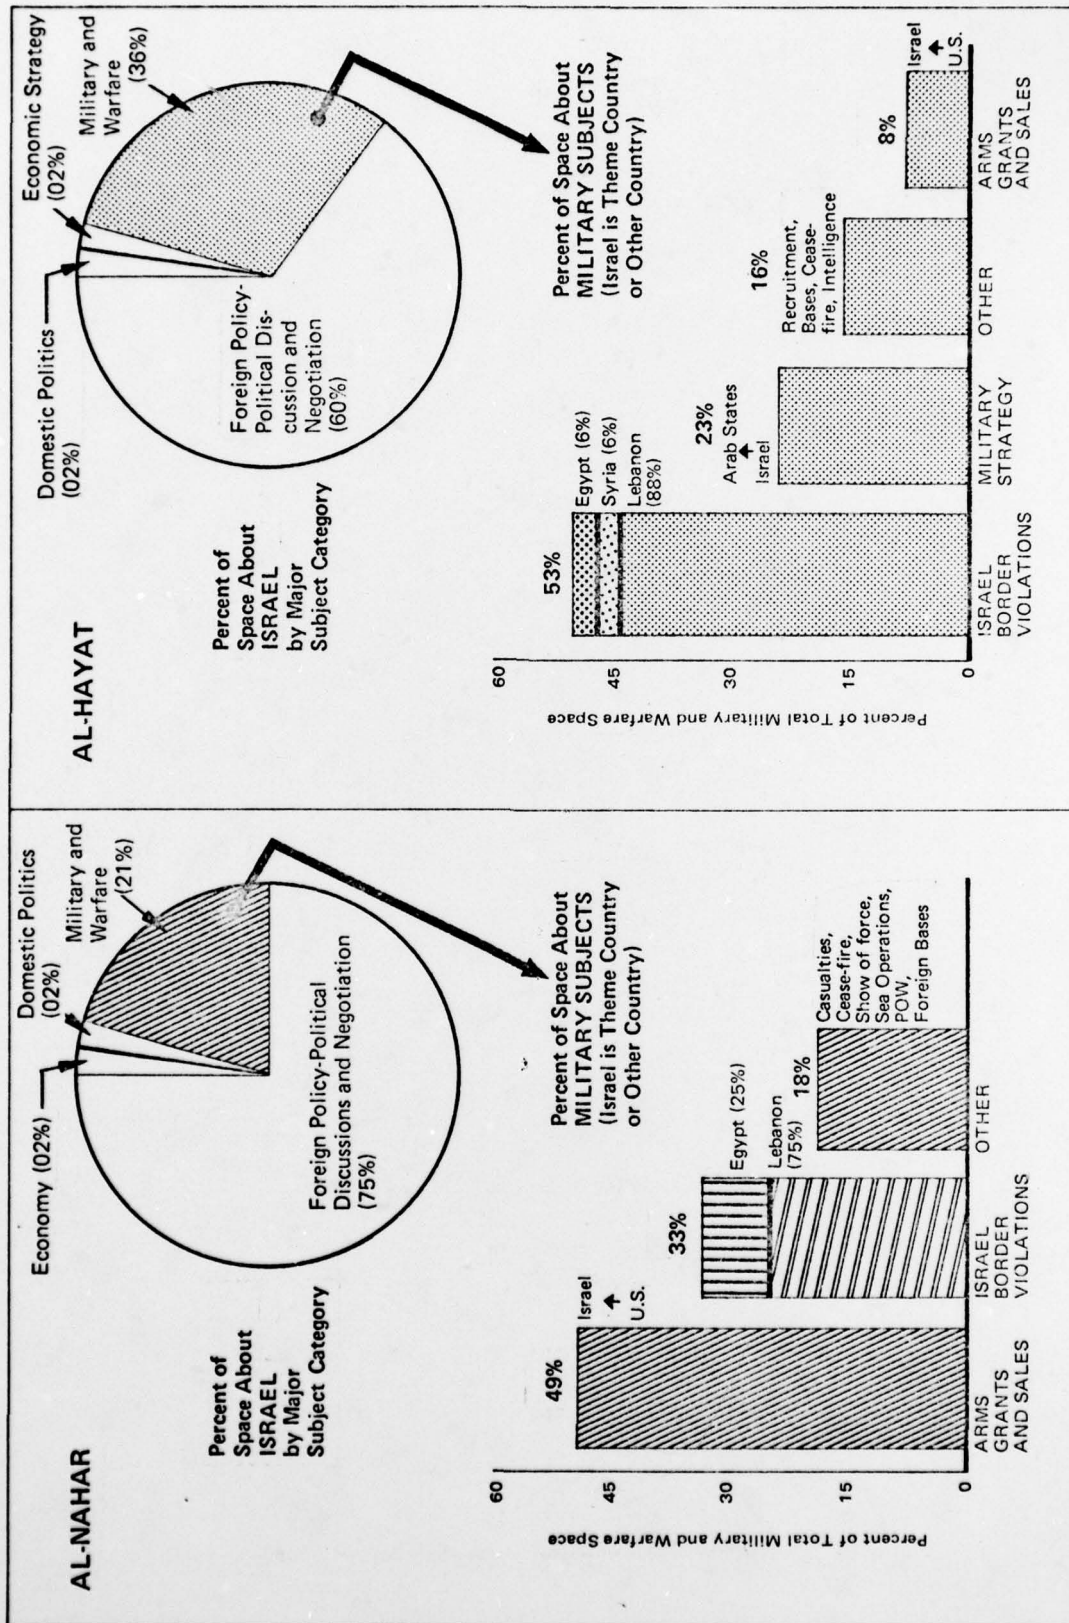 AL-NAHAR
Percent of
Space About
ISRAEL
by Major
Subject Category
Economy (02%)
Domestic Politics
(02%)
Military and
Warfare
(21%)
Foreign Policy-Political
Discussions and Negotiation
(75%)
Percent of Space About
MILITARY SUBJECTS
(Israel is Theme Country
or Other Country)
Percent of Total Military and Warfare Space
60
45
30
15
0
49%
Israel
U.S.
33%
Egypt (25%)
Lebanon
(75%)
18%
Casualties,
Cease-fire,
Show of force,
Sea Operations,
POW,
Foreign Bases
ARMS
GRANTS
AND SALES
ISRAEL
BORDER
VIOLATIONS
OTHER
AL-HAYAT
Percent of
Space About
ISRAEL
by Major
Subject Category
Domestic Politics
(02%)
Economic Strategy
(02%)
Military and
Warfare
(36%)
Foreign Policy-
Political Dis-
cussion and
Negotiation
(60%)
Percent of Space About
MILITARY SUBJECTS
(Israel is Theme Country
or Other Country)
Percent of Total Military and Warfare Space
60
45
30
15
0
53%
Egypt (6%)
Syria (6%)
Lebanon
(88%)
23%
Arab States
Israel
16%
Recruitment,
Bases, Cease-
fire, Intelligence
8%
Israel
U.S.
ISRAEL
BORDER
VIOLATIONS
MILITARY
STRATEGY
OTHER
ARMS
GRANTS
AND SALES